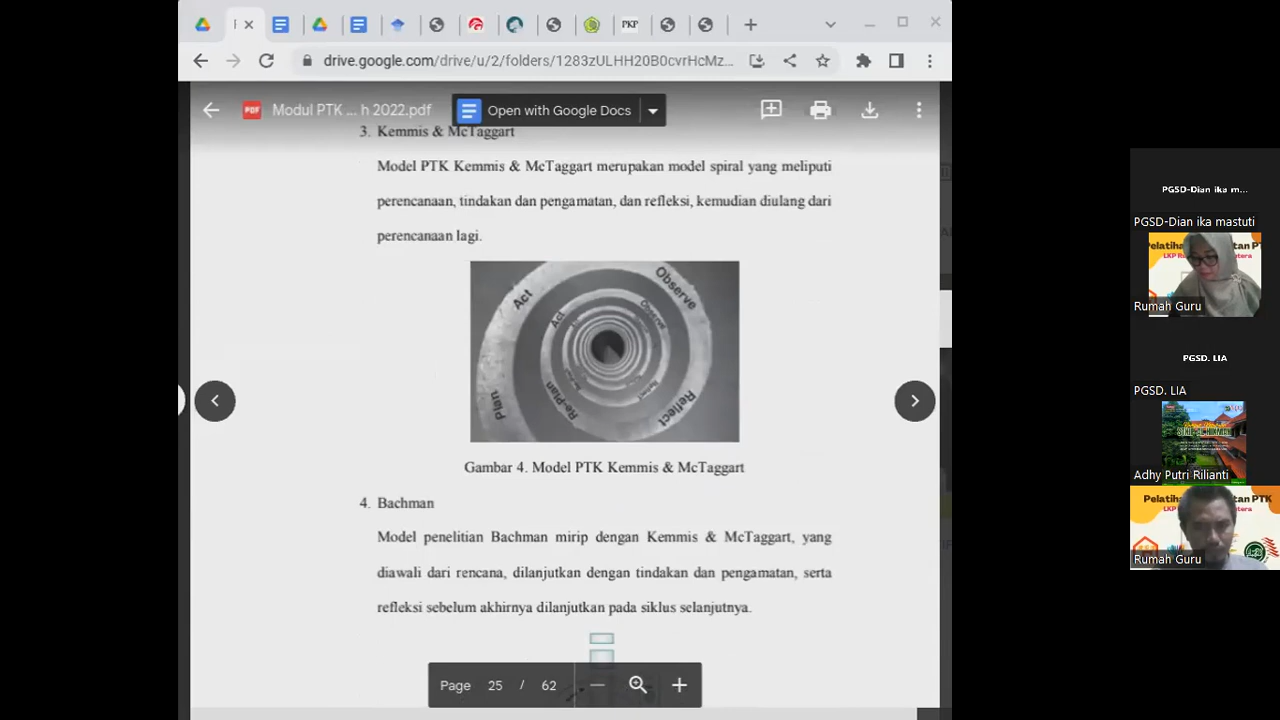 PKP
drive.google.com/drive/u/2/folders/1283zULHH20B0cvrHcMz...
PDF
Modul PTK ... h 2022.pdf
Open with Google Docs
3. Kemmis & McTaggart
Model PTK Kemmis & McTaggart merupakan model spiral yang meliputi
perencanaan, tindakan dan pengamatan, dan refleksi, kemudian diulang dari
perencanaan lagi.
Act
Observe
Act
Observe
Plan
Re-Plan
Reflect
Gambar 4. Model PTK Kemmis & McTaggart
4. Bachman
Model penelitian Bachman mirip dengan Kemmis & McTaggart, yang
diawali dari rencana, dilanjutkan dengan tindakan dan pengamatan, serta
refleksi sebelum akhirnya dilanjutkan pada siklus selanjutnya.
Page 25 / 62
PGSD-Dian ika m...
PGSD-Dian ika mastuti
Rumah Guru
PGSD. LIA
PGSD. LIA
Adhy Putri Rilianti
Rumah Guru